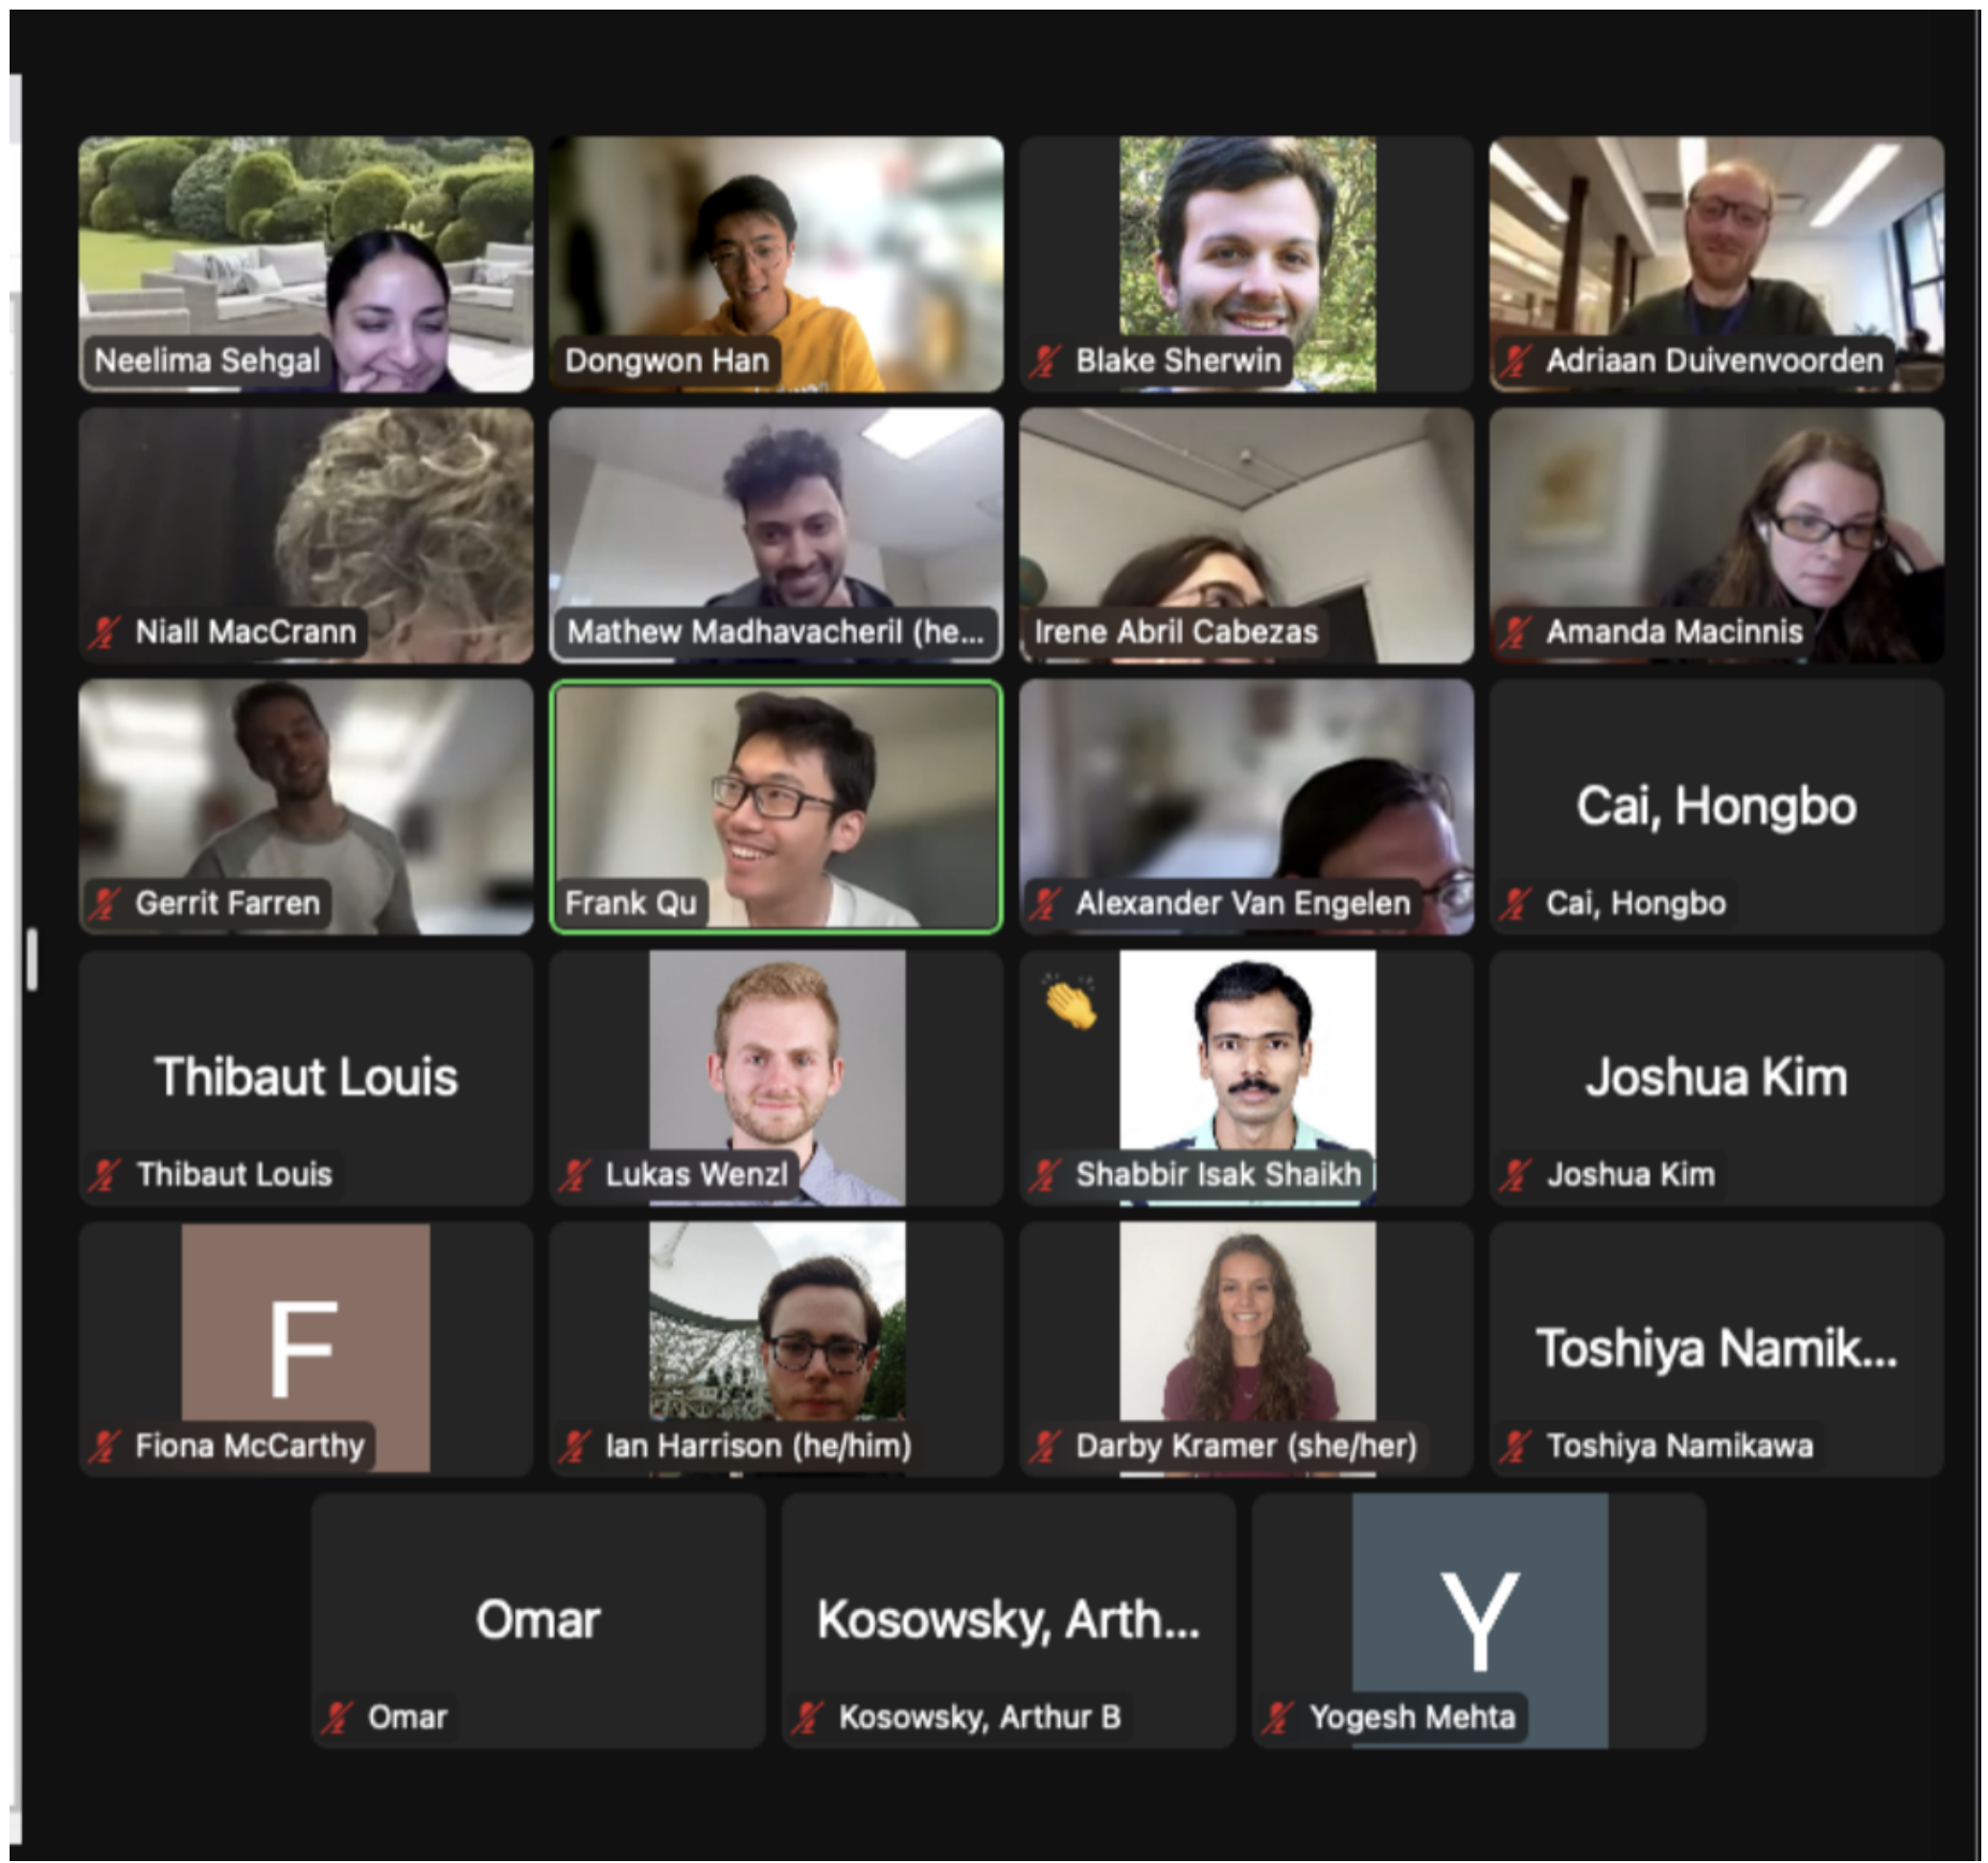 Neelima Sehgal
Dongwon Han
Blake Sherwin
Adriaan Duivenvoorden
Niall MacCrann
Mathew Madhavacheril (he...
Irene Abril Cabezas
Amanda Macinnis
Gerrit Farren
Frank Qu
Alexander Van Engelen
Cai, Hongbo
Cai, Hongbo
Thibaut Louis
Thibaut Louis
Lukas Wenzl
Shabbir Isak Shaikh
Joshua Kim
Joshua Kim
F
Fiona McCarthy
Ian Harrison (he/him)
Darby Kramer (she/her)
Toshiya Namik...
Toshiya Namikawa
Omar
Omar
Kosowsky, Arth...
Kosowsky, Arthur B
Y
Yogesh Mehta